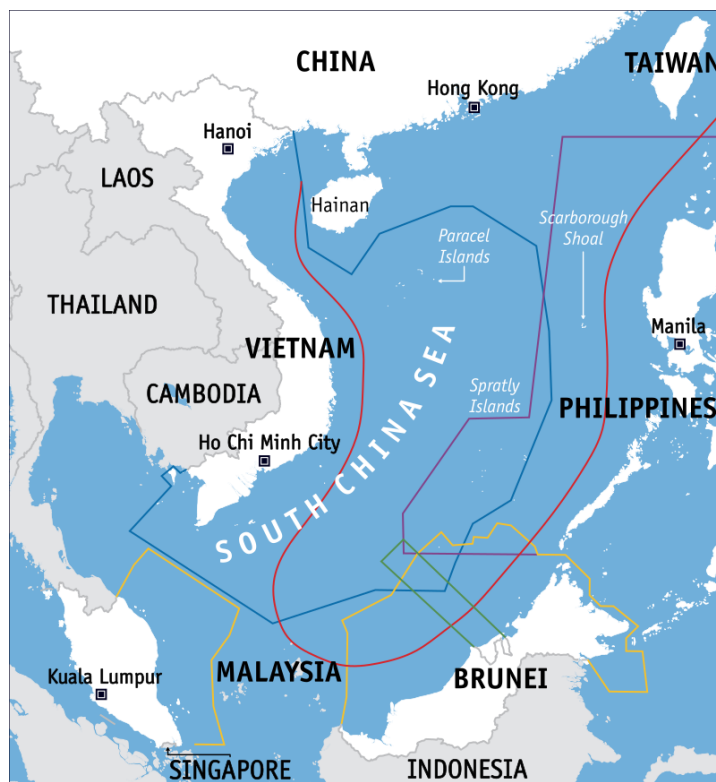 CHINA
TAIWAN
Hong Kong
Hanoi
LAOS
Hainan
Scarborough
Shoal
Paracel
Islands
THAILAND
Manila
VIETNAM
CAMBODIA
Spratly
Islands
PHILIPPINES
Ho Chi Minh City
SOUTH CHINA SEA
MALAYSIA
Kuala Lumpur
BRUNEI
SINGAPORE
INDONESIA